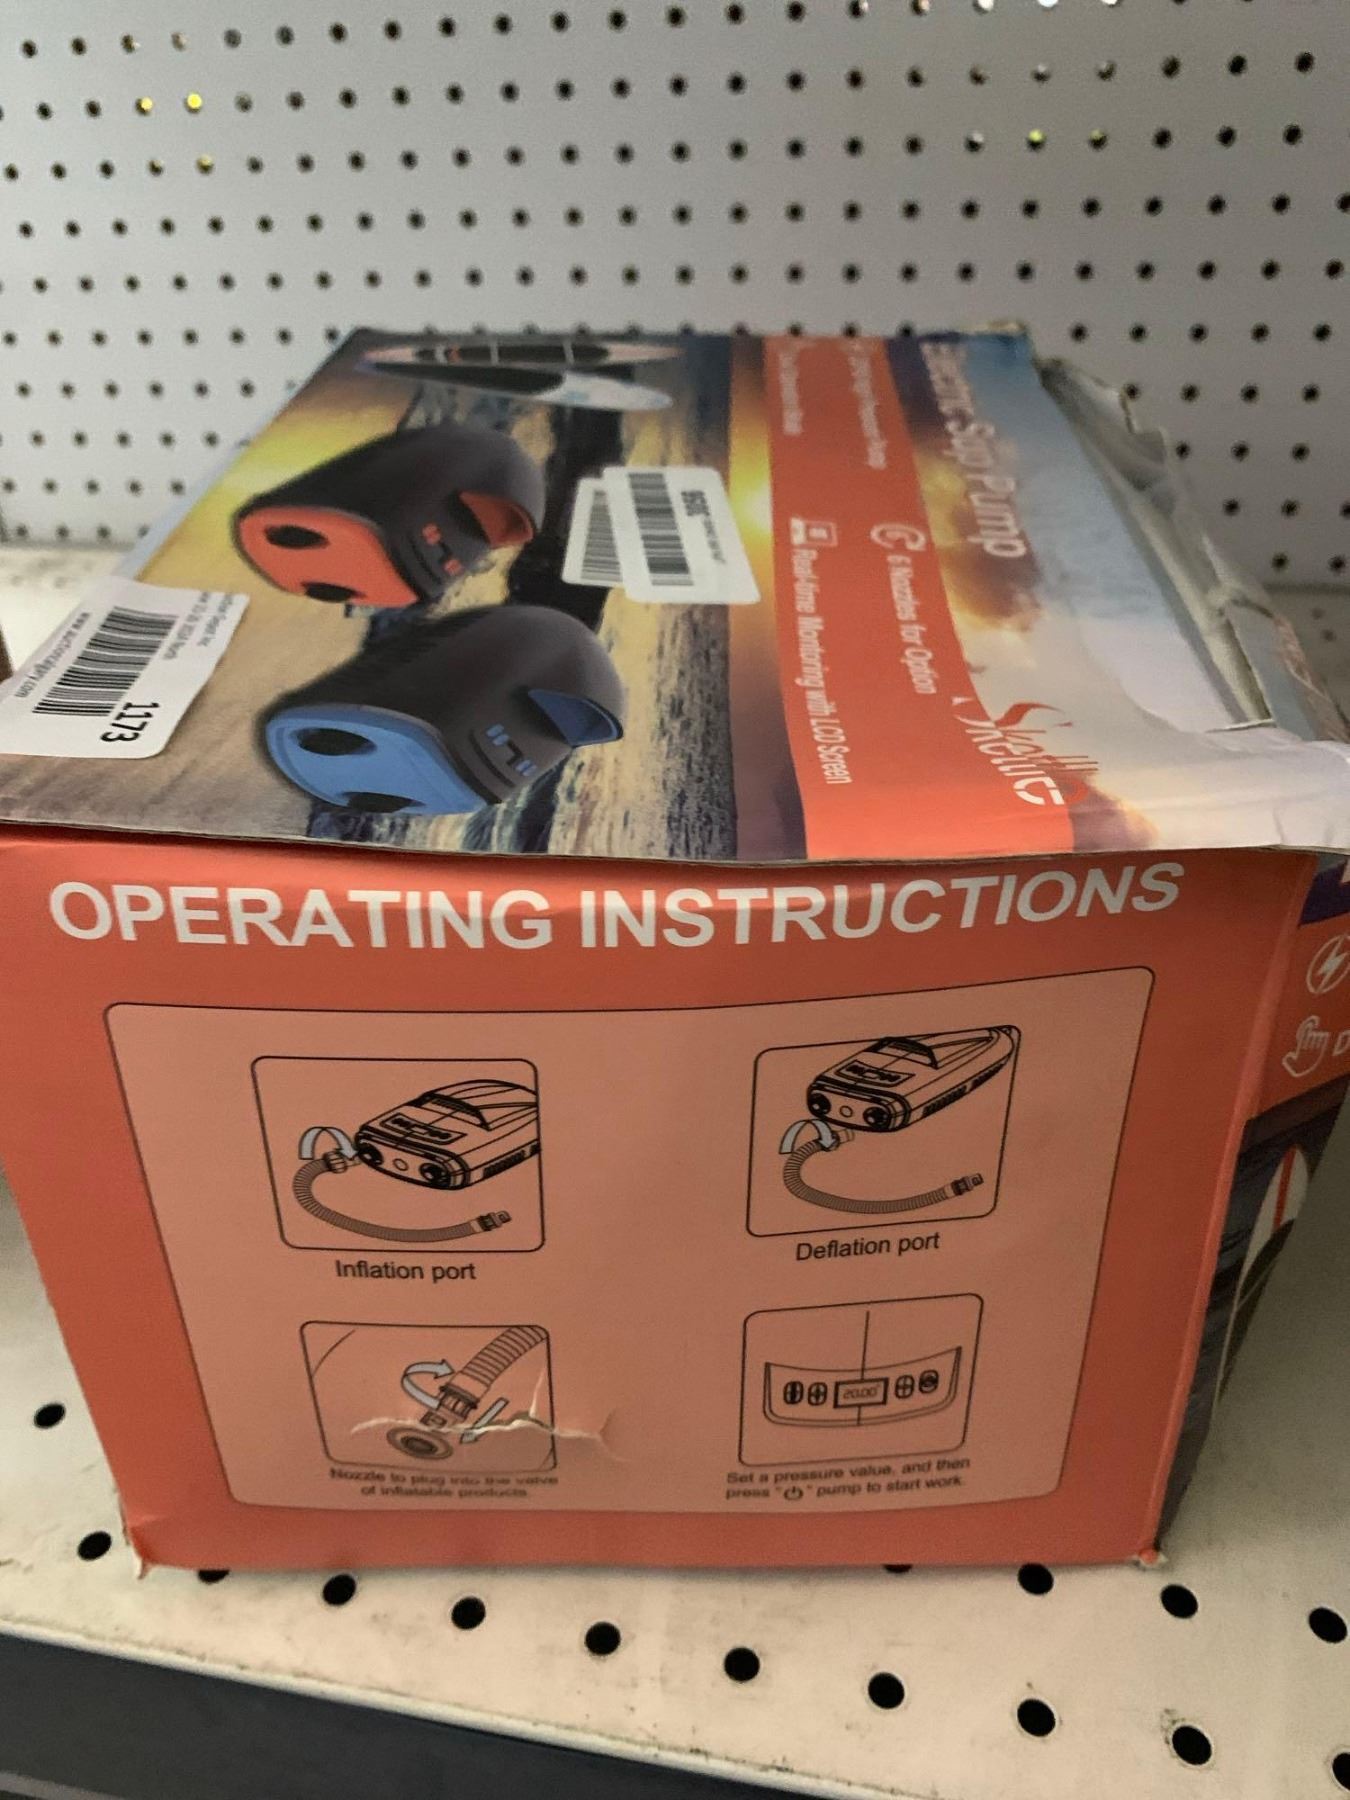 Electric Sup Pump
6 Nozzles for Option
Real-time Monitoring with LCD Screen
1173
OPERATING INSTRUCTIONS
Inflation port
Deflation port
20.00
Nozzle to plug into the valve
of inflatable products
Set a pressure value, and then
press "⏻" pump to start work.